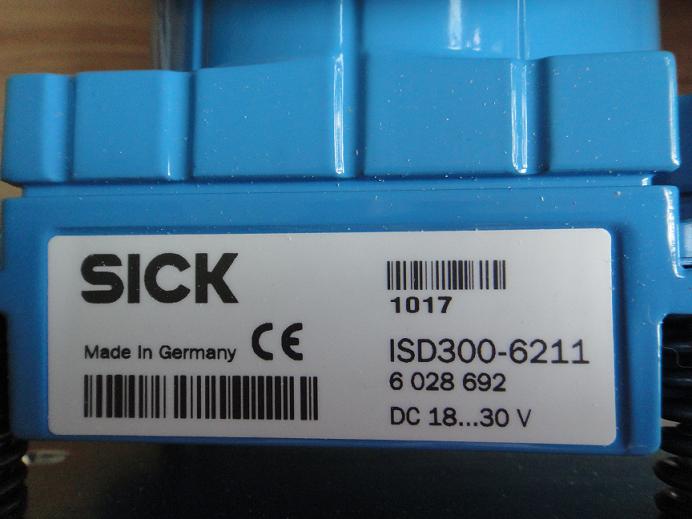 SICK
1017
Made in Germany CE
ISD300-6211
6 028 692
DC 18...30 V